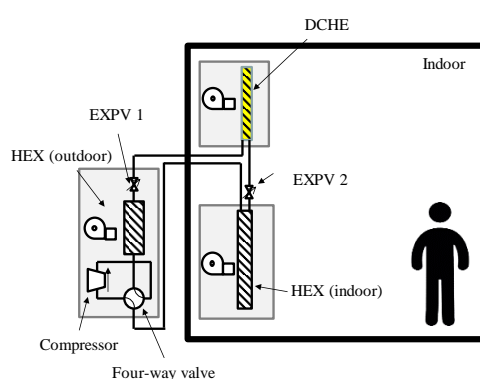 DCHE
Indoor
EXPV 1
HEX (outdoor)
EXPV 2
HEX (indoor)
Compressor
Four-way valve